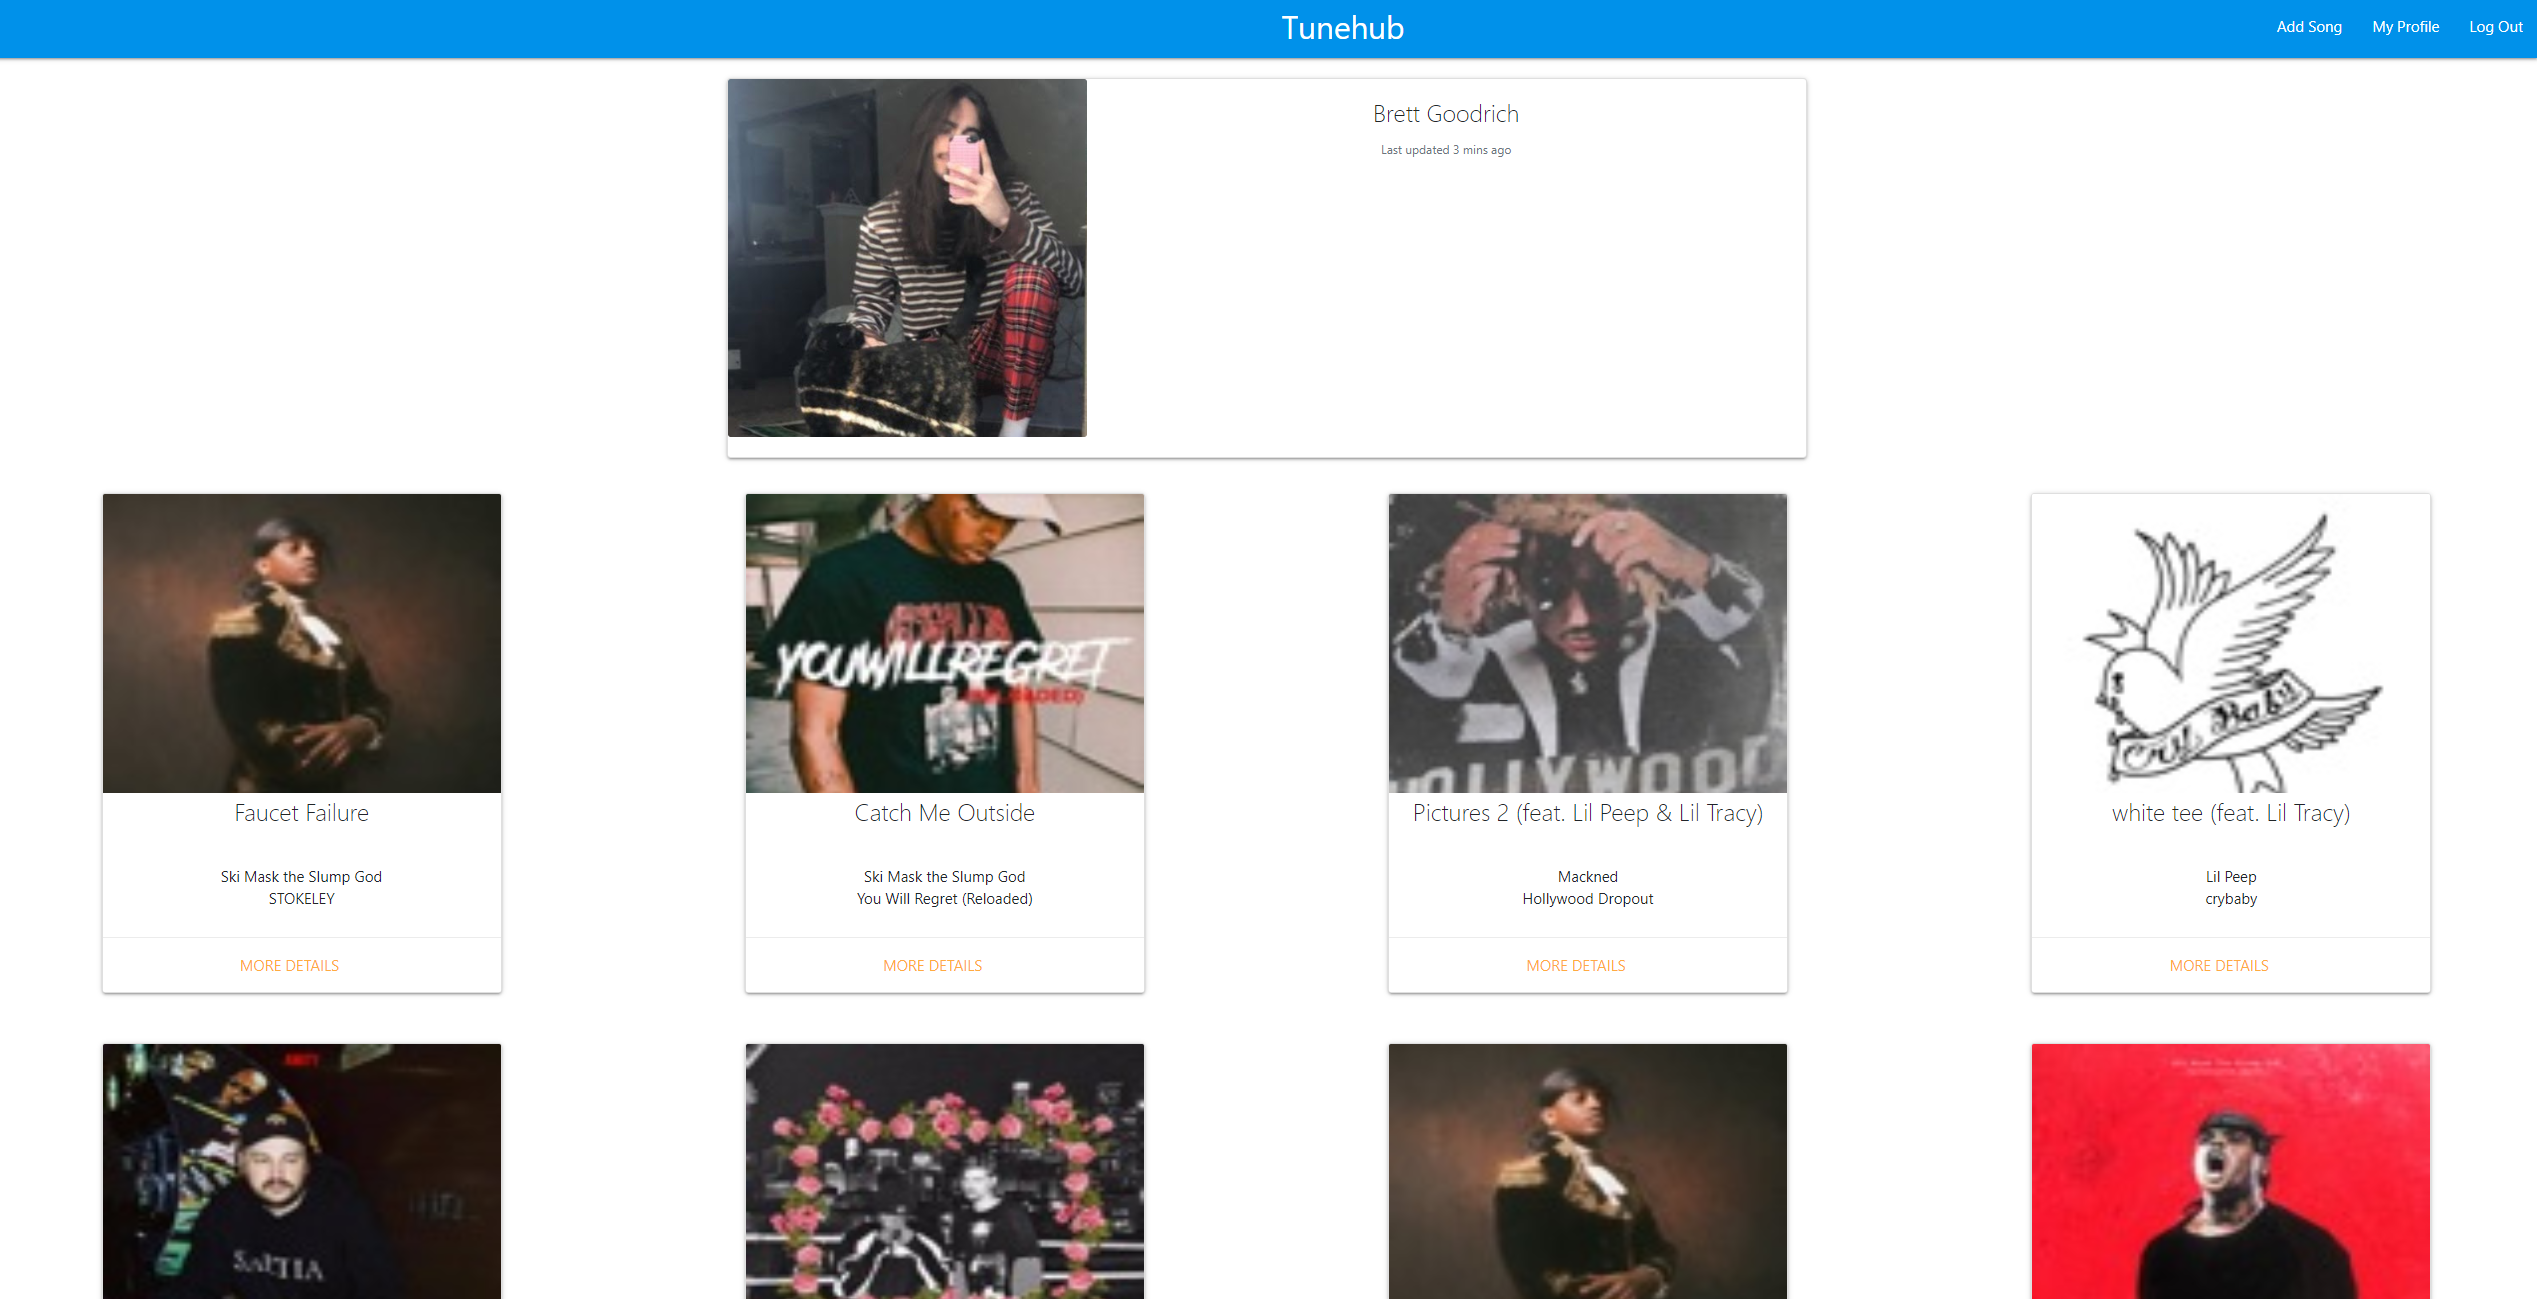 Tunehub
Add Song
My Profile
Log Out
Brett Goodrich
Last updated 3 mins ago
YOUWILLREGRET
HOLLYWOOD
Cry Baby
Faucet Failure
Catch Me Outside
Pictures 2 (feat. Lil Peep & Lil Tracy)
white tee (feat. Lil Tracy)
Ski Mask the Slump God
STOKELEY
Ski Mask the Slump God
You Will Regret (Reloaded)
Mackned
Hollywood Dropout
Lil Peep
crybaby
MORE DETAILS
MORE DETAILS
MORE DETAILS
MORE DETAILS